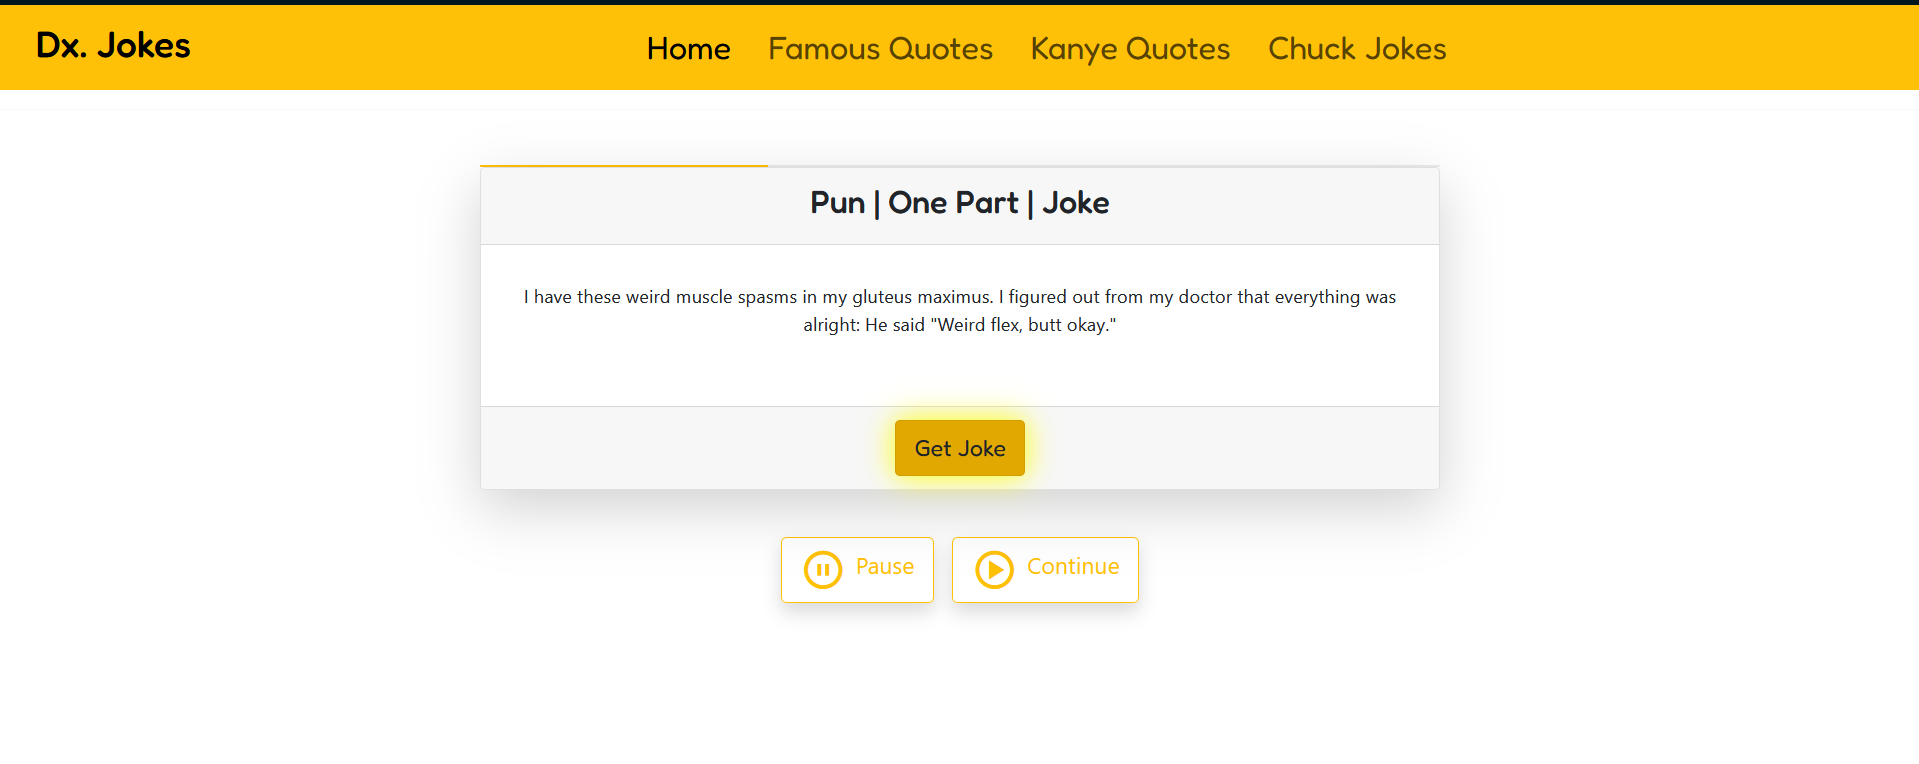 Dx. Jokes
Home Famous Quotes Kanye Quotes Chuck Jokes
Pun | One Part | Joke
I have these weird muscle spasms in my gluteus maximus. I figured out from my doctor that everything was
alright: He said "Weird flex, butt okay."
Get Joke
Pause Continue